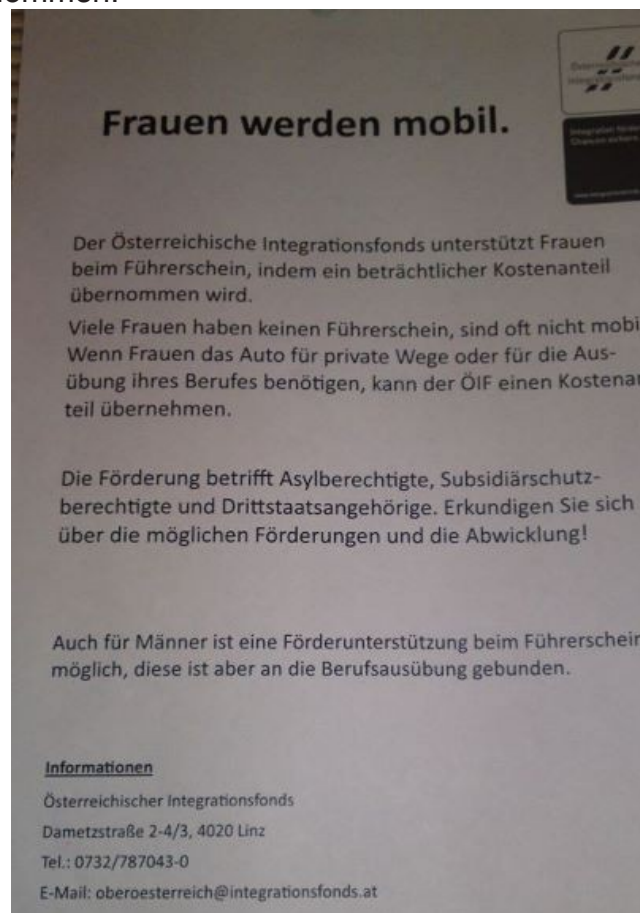 Österreichische
Frauen werden mobil.
Der Österreichische Integrationsfonds unterstützt Frauen
beim Führerschein, indem ein beträchtlicher Kostenanteil
übernommen wird.
Viele Frauen haben keinen Führerschein, sind oft nicht mobi
Wenn Frauen das Auto für private Wege oder für die Aus-
übung ihres Berufes benötigen, kann der ÖIF einen Kostenan
teil übernehmen.
Die Förderung betrifft Asylberechtigte, Subsidiärschutz-
berechtigte und Drittstaatsangehörige. Erkundigen Sie sich
über die möglichen Förderungen und die Abwicklung!
Auch für Männer ist eine Förderunterstützung beim Führerschein
möglich, diese ist aber an die Berufsausübung gebunden.
Informationen
Österreichischer Integrationsfonds
Dametzstraße 2-4/3, 4020 Linz
Tel.: 0732/787043-0
E-Mail: oberoesterreich@integrationsfonds.at